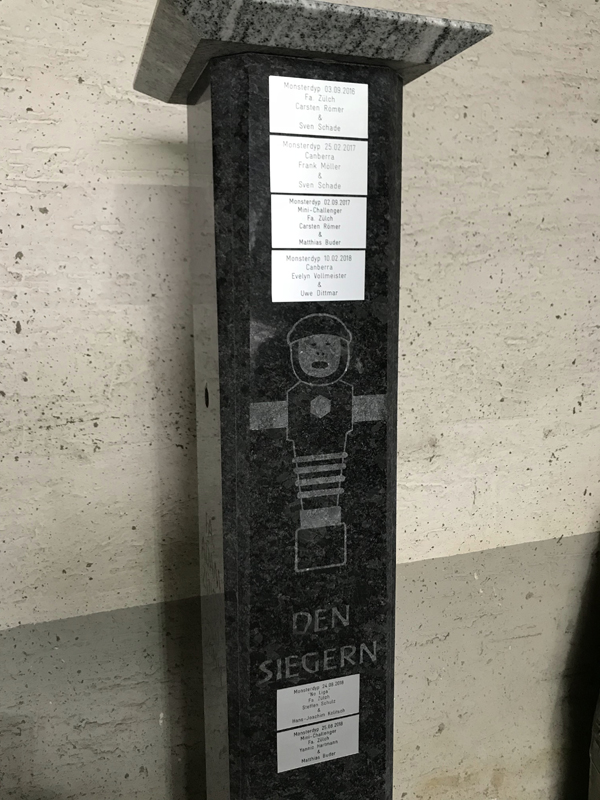 Monsterdyp 03.09.2016
Fa. Zülch
Carsten Römer
&
Sven Schade
Monsterdyp 25.02.2017
Canberra
Frank Möller
&
Sven Schade
Monsterdyp 02.09.2017
Mini-Challenger
Fa. Zülch
Carsten Römer
&
Matthias Buder
Monsterdyp 10.02.2018
Canberra
Evelyn Vollmeister
&
Uwe Dittmar
DEN
SIEGERN
Monsterdyp
Fa. Zülch
Steffen Schulz
&
Monsterdyp
Mini-Challenger
Fa. Zülch
Yannic Herrmann
&
Matthias Buder